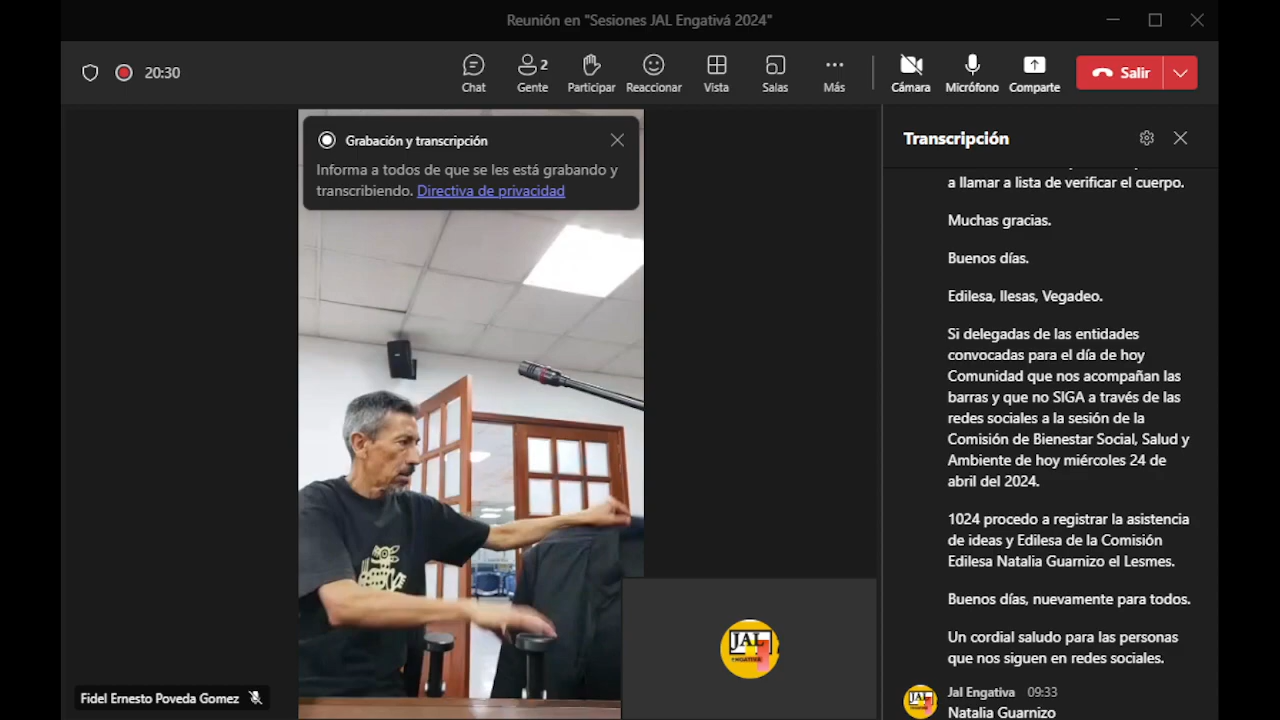 Reunión en "Sesiones JAL Engativá 2024"
20:30
Chat
Gente
2
Participar
Reaccionar
Vista
Salas
Más
Cámara
Micrófono
Comparte
Salir
Grabación y transcripción
Informa a todos de que se les está grabando y
transcribiendo. Directiva de privacidad
Fidel Ernesto Poveda Gomez
JAL
ENGATIVÁ
Transcripción
a llamar a lista de verificar el cuerpo.
Muchas gracias.
Buenos días.
Edilesa, llesas, Vegadeo.
Si delegadas de las entidades
convocadas para el día de hoy
Comunidad que nos acompañan las
barras y que no SIGA a través de las
redes sociales a la sesión de la
Comisión de Bienestar Social, Salud y
Ambiente de hoy miércoles 24 de
abril del 2024.
1024 procedo a registrar la asistencia
de ideas y Edilesa de la Comisión
Edilesa Natalia Guarnizo el Lesmes.
Buenos días, nuevamente para todos.
Un cordial saludo para las personas
que nos siguen en redes sociales.
JAL
Jal Engativa 09:33
Natalia Guarnizo